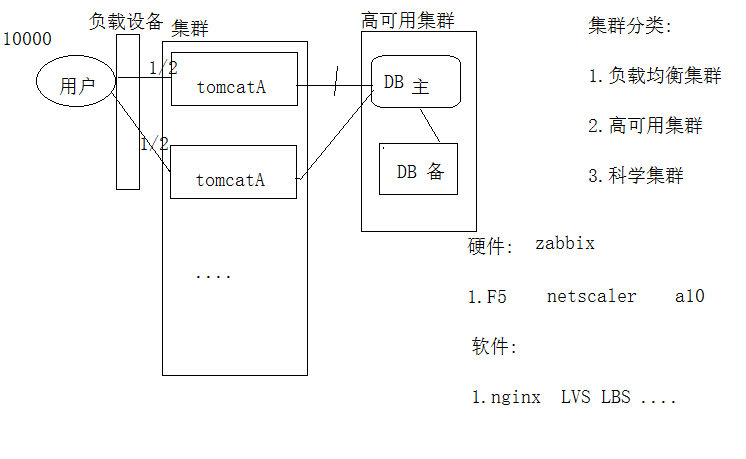 负载设备
集群
高可用集群
集群分类:
10000
用户
1/2
tomcatA
DB 主
1.负载均衡集群
1/2
tomcatA
DB 备
2.高可用集群
3.科学集群
....
硬件: zabbix
1.F5 netscaler a10
软件:
1.nginx LVS LBS ....